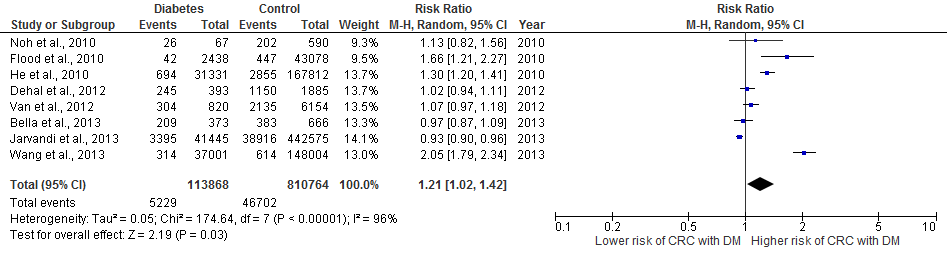 Diabetes Control Risk Ratio Risk Ratio
Study or Subgroup Events Total Events Total Weight M-H, Random, 95% CI Year M-H, Random, 95% CI
Noh et al., 2010 26 67 202 590 9.3% 1.13 [0.82, 1.56] 2010
Flood et al., 2010 42 2438 447 43078 9.5% 1.66 [1.21, 2.27] 2010
He et al., 2010 694 31331 2855 167812 13.7% 1.30 [1.20, 1.41] 2010
Dehal et al., 2012 245 393 1150 1885 13.7% 1.02 [0.94, 1.11] 2012
Van et al., 2012 304 820 2135 6154 13.5% 1.07 [0.97, 1.18] 2012
Bella et al., 2013 209 373 383 666 13.2% 0.97 [0.87, 1.09] 2013
Jarvandi et al., 2013 3395 41445 38916 442575 14.1% 0.93 [0.90, 0.96] 2013
Wang et al., 2013 314 37001 614 148004 13.0% 2.05 [1.79, 2.34] 2013
Total (95% CI) 113868 810764 100.0% 1.21 [1.02, 1.42]
Total events 5229 46702
Heterogeneity: Tau² = 0.05; Chi² = 174.64, df = 7 (P < 0.00001); I² = 96%
Test for overall effect: Z = 2.19 (P = 0.03)
0.1 0.2 0.5 1 2 5 10
Lower risk of CRC with DM Higher risk of CRC with DM